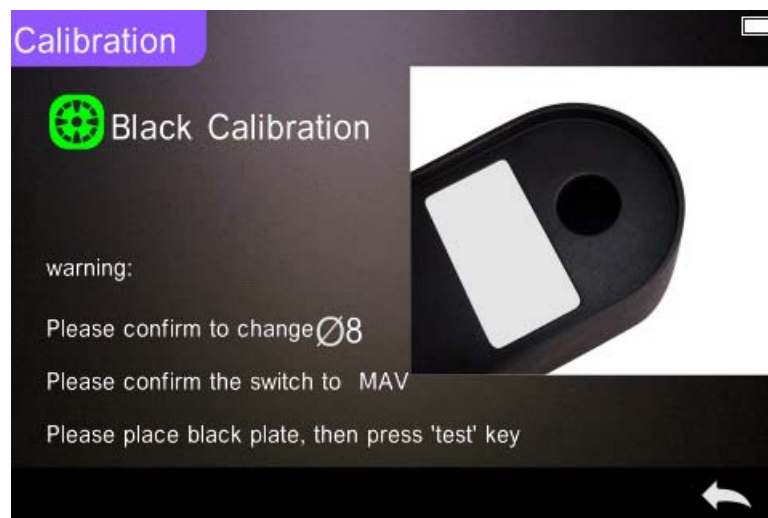 Calibration
Black Calibration
warning:
Please confirm to change Ø8
Please confirm the switch to MAV
Please place black plate, then press 'test' key